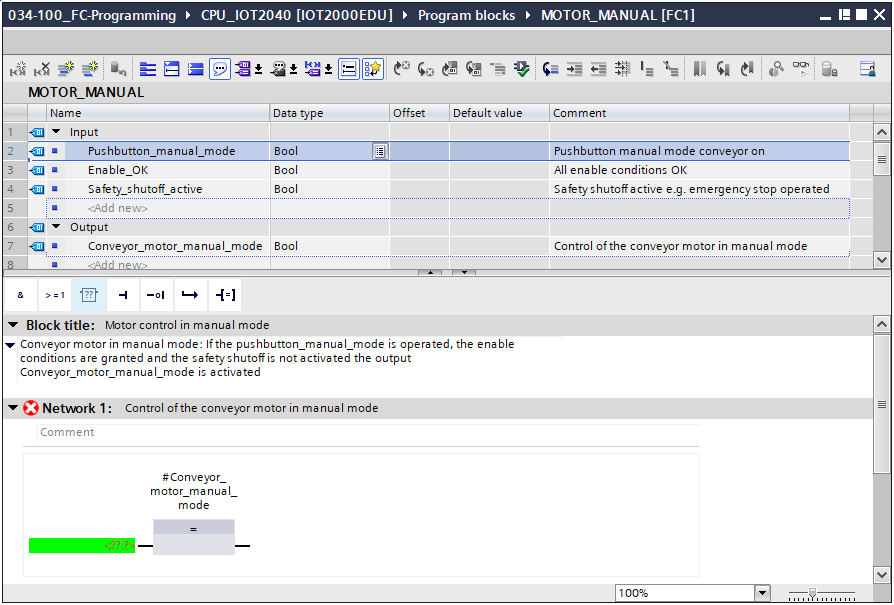 034-100_FC-Programming ▸ CPU_IOT2040 [IOT2000EDU] ▸ Program blocks ▸ MOTOR_MANUAL [FC1]
MOTOR_MANUAL
Name Data type Offset Default value Comment
1 Input
2 Pushbutton_manual_mode Bool Pushbutton manual mode conveyor on
3 Enable_OK Bool All enable conditions OK
4 Safety_shutoff_active Bool Safety shutoff active e.g. emergency stop operated
5 <Add new>
6 Output
7 Conveyor_motor_manual_mode Bool Control of the conveyor motor in manual mode
8 <Add new>
& >=1 ?? -o| [=]
Block title: Motor control in manual mode
Conveyor motor in manual mode: If the pushbutton_manual_mode is operated, the enable
conditions are granted and the safety shutoff is not activated the output
Conveyor_motor_manual_mode is activated
Network 1: Control of the conveyor motor in manual mode
Comment
#Conveyor_
motor_manual_
mode
=
<??.?>
100%